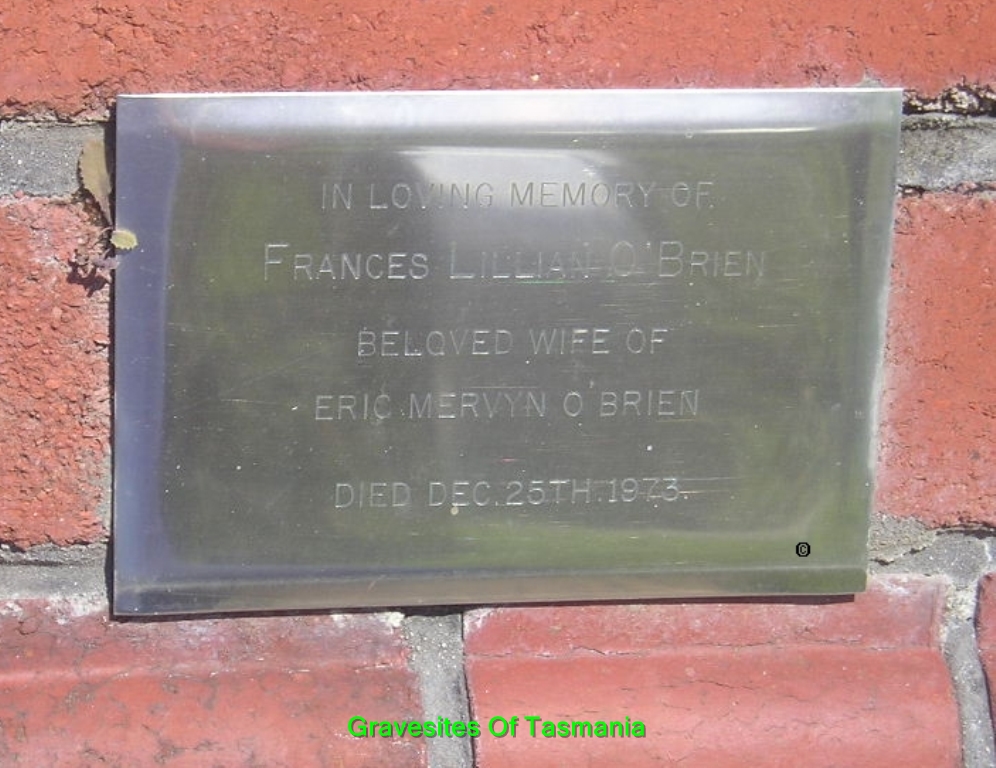 IN LOVING MEMORY OF
FRANCES LILLIAN O'BRIEN
BELOVED WIFE OF
ERIC MERVYN O'BRIEN
DIED DEC. 25TH. 1973.
©
Gravesites Of Tasmania